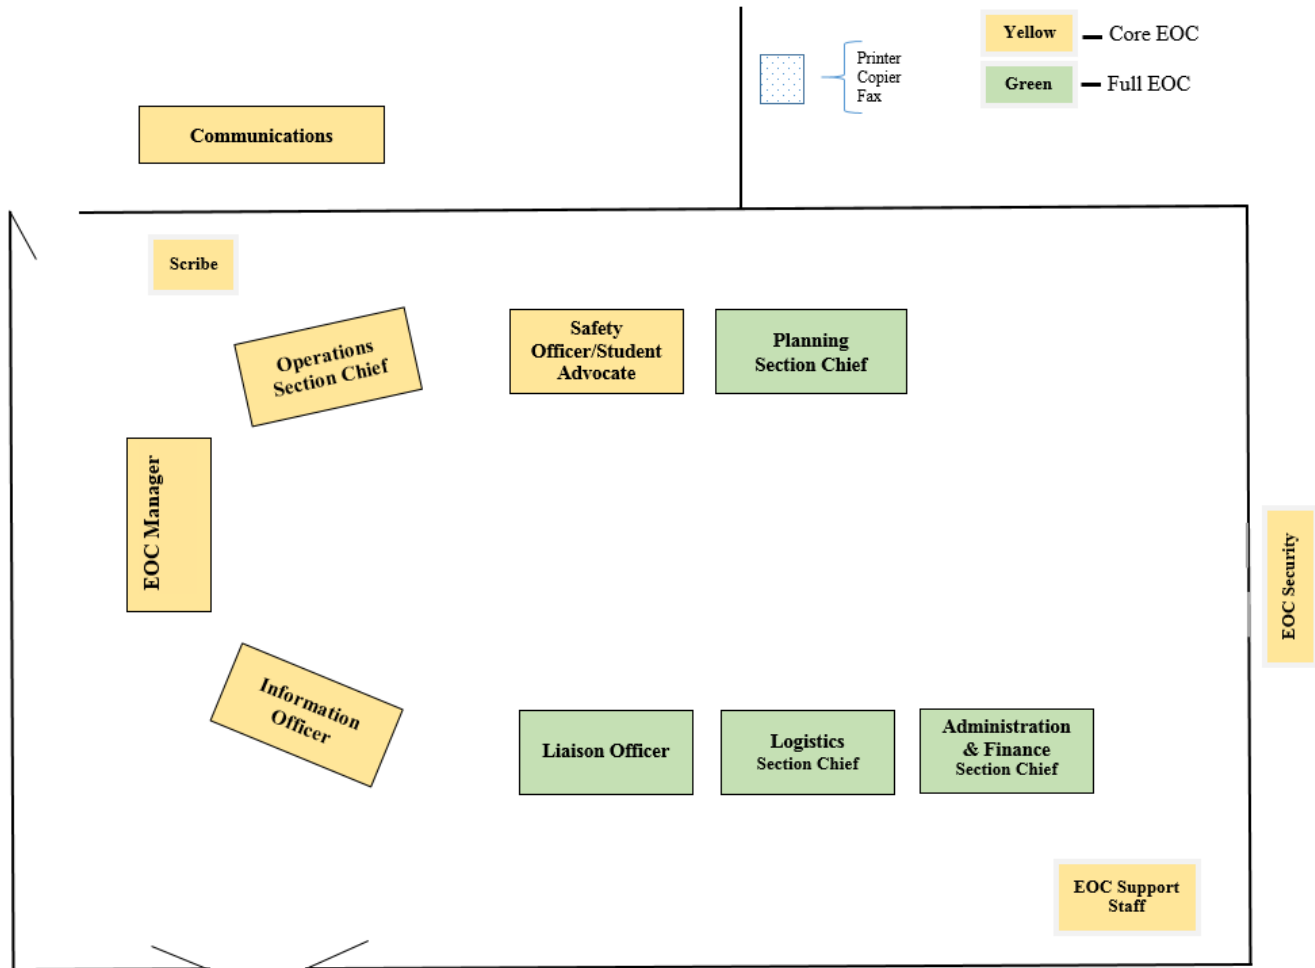 Yellow
Core EOC
Printer
Copier
Fax
Green
Full EOC
Communications
Scribe
Operations
Section Chief
Safety
Officer/Student
Advocate
Planning
Section Chief
EOC Manager
EOC Security
Information
Officer
Liaison Officer
Logistics
Section Chief
Administration
& Finance
Section Chief
EOC Support
Staff